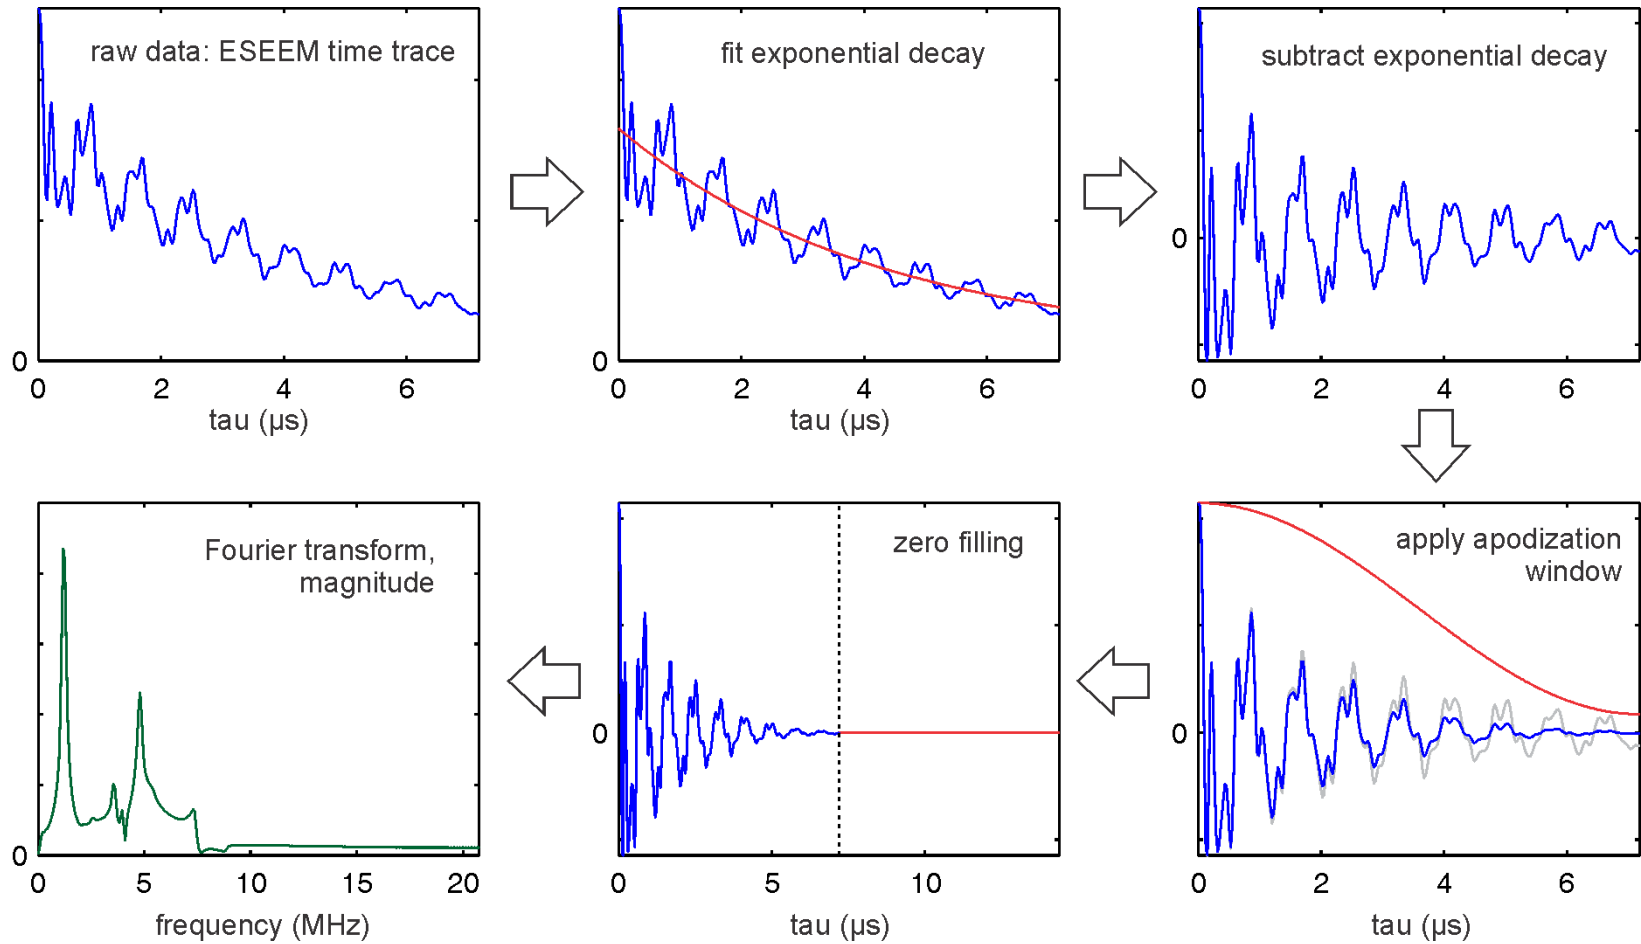 raw data: ESEEM time trace
0
0 2 4 6
tau (µs)
fit exponential decay
0
0 2 4 6
tau (µs)
subtract exponential decay
0
0 2 4 6
tau (µs)
Fourier transform,
magnitude
0
0 5 10 15 20
frequency (MHz)
zero filling
0
0 5 10
tau (µs)
apply apodization
window
0
0 2 4 6
tau (µs)